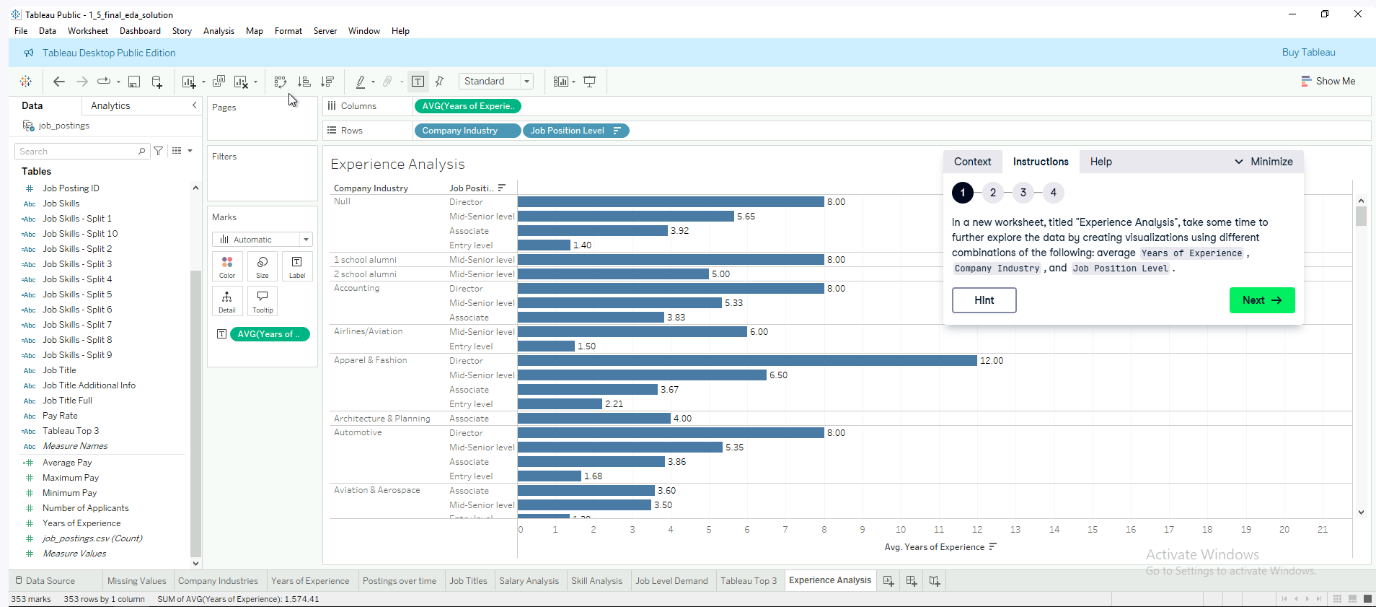 Tableau Public - 1_5_final_eda_solution
File Data Worksheet Dashboard Story Analysis Map Format Server Window Help
Tableau Desktop Public Edition
Buy Tableau
Standard
Show Me
Data Analytics
job_postings
Search
Tables
# Job Posting ID
Abc Job Skills
Abc Job Skills - Split 1
Abc Job Skills - Split 10
Abc Job Skills - Split 2
Abc Job Skills - Split 3
Abc Job Skills - Split 4
Abc Job Skills - Split 5
Abc Job Skills - Split 6
Abc Job Skills - Split 7
Abc Job Skills - Split 8
Abc Job Skills - Split 9
Abc Job Title
Abc Job Title Additional Info
Abc Job Title Full
Abc Pay Rate
Abc Tableau Top 3
Abc Measure Names
# Average Pay
# Maximum Pay
# Minimum Pay
# Number of Applicants
# Years of Experience
# job_postings.csv (Count)
# Measure Values
Pages
Filters
Marks
Automatic
Color Size Label
Detail Tooltip
AVG(Years of ..
Columns AVG(Years of Experie..
Rows Company Industry Job Position Level
Experience Analysis
Company Industry Job Positi..
Null Director 8.00
Mid-Senior level 5.65
Associate 3.92
Entry level 1.40
1 school alumni Mid-Senior level 8.00
2 school alumni Mid-Senior level 5.00
Accounting Director 8.00
Mid-Senior level 5.33
Associate 3.83
Airlines/Aviation Mid-Senior level 6.00
Entry level 1.50
Apparel & Fashion Director 12.00
Mid-Senior level 6.50
Associate 3.67
Entry level 2.21
Architecture & Planning Associate 4.00
Automotive Director 8.00
Mid-Senior level 5.35
Associate 3.86
Entry level 1.68
Aviation & Aerospace Associate 3.60
Mid-Senior level 3.50
0 1 2 3 4 5 6 7 8 9 10 11 12 13 14 15 16 17 18 19 20 21
Avg. Years of Experience
Context Instructions Help Minimize
1 2 3 4
In a new worksheet, titled "Experience Analysis", take some time to
further explore the data by creating visualizations using different
combinations of the following: average Years of Experience ,
Company Industry , and Job Position Level .
Hint Next →
Activate Windows
Go to Settings to activate Windows.
Data Source Missing Values Company Industries Years of Experience Postings over time Job Titles Salary Analysis Skill Analysis Job Level Demand Tableau Top 3 Experience Analysis
353 marks 353 rows by 1 column SUM of AVG(Years of Experience): 1,574.41